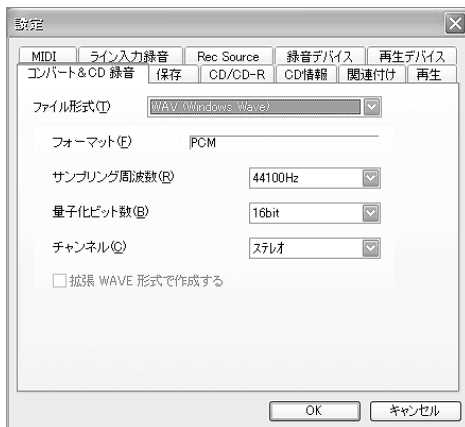 設定
MIDI ライン入力録音 Rec Source 録音デバイス 再生デバイス
コンバート&CD 録音 保存 CD/CD-R CD情報 関連付け 再生
ファイル形式(T) WAV (Windows Wave)
フォーマット(F) PCM
サンプリング周波数(R) 44100Hz
量子化ビット数(B) 16bit
チャンネル(C) ステレオ
拡張 WAVE 形式で作成する
OK キャンセル